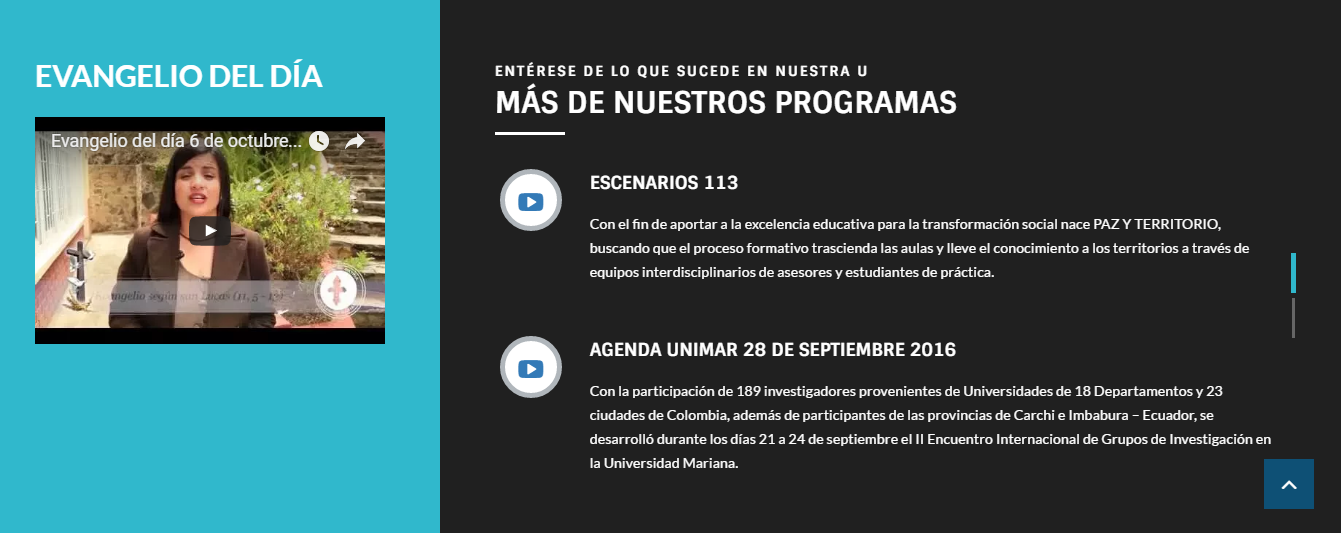 EVANGELIO DEL DÍA
Evangelio del día 6 de octubre...
Evangelio según san Lucas (11, 5 - 13)
ENTÉRESE DE LO QUE SUCEDE EN NUESTRA U
MÁS DE NUESTROS PROGRAMAS
ESCENARIOS 113
Con el fin de aportar a la excelencia educativa para la transformación social nace PAZ Y TERRITORIO,
buscando que el proceso formativo trascienda las aulas y lleve el conocimiento a los territorios a través de
equipos interdisciplinarios de asesores y estudiantes de práctica.
AGENDA UNIMAR 28 DE SEPTIEMBRE 2016
Con la participación de 189 investigadores provenientes de Universidades de 18 Departamentos y 23
ciudades de Colombia, además de participantes de las provincias de Carchi e Imbabura – Ecuador, se
desarrolló durante los días 21 a 24 de septiembre el II Encuentro Internacional de Grupos de Investigación en
la Universidad Mariana.